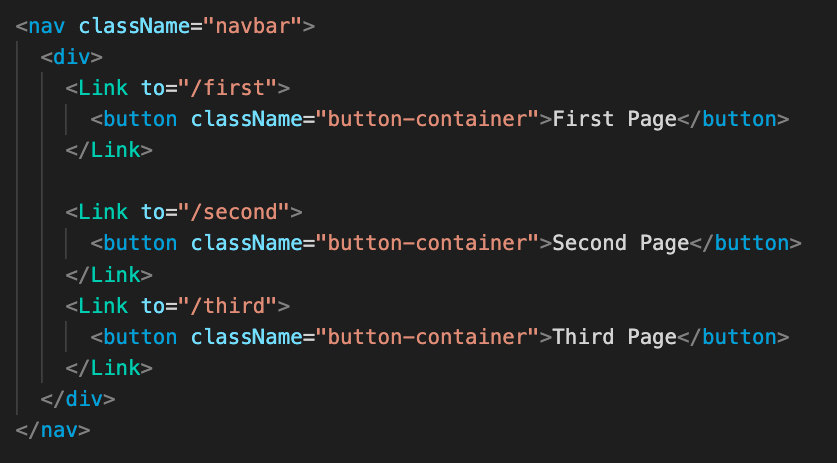 <nav className="navbar">
  <div>
    <Link to="/first">
      <button className="button-container">First Page</button>
    </Link>

    <Link to="/second">
      <button className="button-container">Second Page</button>
    </Link>
    <Link to="/third">
      <button className="button-container">Third Page</button>
    </Link>
  </div>
</nav>